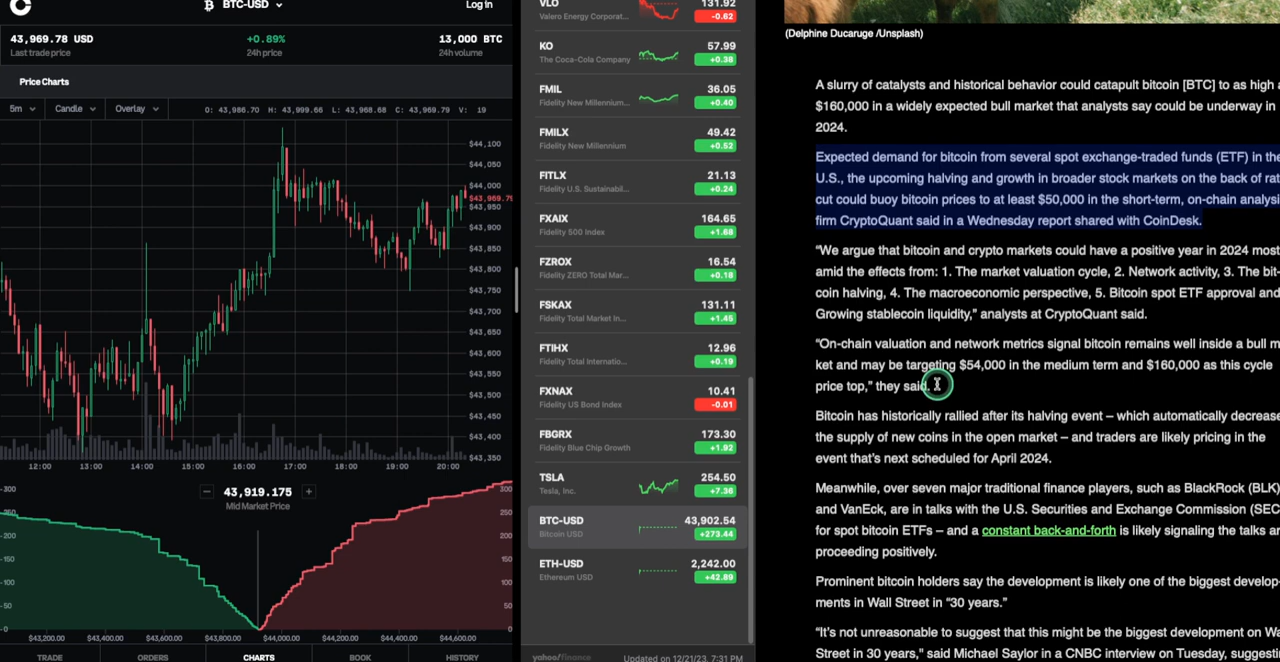 BTC-USD
Log in
43,969.78 USD
+0.89%
13,000 BTC
Last trade price
24h price
24h volume
Price Charts
5m
Candle
Overlay
O: 43,986.70 H: 43,999.66 L: 43,968.68 C: 43,969.79 V: 19
$44,100
$44,050
$44,000
$43,969.79
$43,950
$43,900
$43,850
$43,800
$43,750
$43,700
$43,650
$43,600
$43,550
$43,500
$43,450
$43,400
$43,350
12:00
13:00
14:00
15:00
16:00
17:00
18:00
19:00
20:00
43,919.175
Mid Market Price
300
250
200
150
100
50
0
300
250
200
150
100
50
0
$43,200.00
$43,400.00
$43,600.00
$43,800.00
$44,000.00
$44,200.00
$44,400.00
$44,600.00
TRADE
ORDERS
CHARTS
BOOK
HISTORY
VLO
131.92
Valero Energy Corporat...
-0.62
KO
57.99
The Coca-Cola Company
+0.38
FMIL
36.05
Fidelity New Millennium...
+0.40
FMILX
49.42
Fidelity New Millennium
+0.52
FITLX
21.13
Fidelity U.S. Sustainabil...
+0.24
FXAIX
164.65
Fidelity 500 Index
+1.68
FZROX
16.54
Fidelity ZERO Total Mar...
+0.18
FSKAX
131.11
Fidelity Total Market In...
+1.45
FTIHX
12.96
Fidelity Total Internatio...
+0.19
FXNAX
10.41
Fidelity US Bond Index
-0.01
FBGRX
173.30
Fidelity Blue Chip Growth
+1.92
TSLA
254.50
Tesla, Inc.
+7.36
BTC-USD
43,902.54
Bitcoin USD
+273.44
ETH-USD
2,242.00
Ethereum USD
+42.89
yahoo!finance
Updated on 12/21/23, 7:31 PM
(Delphine Ducaruge /Unsplash)
A slurry of catalysts and historical behavior could catapult bitcoin [BTC] to as high a
$160,000 in a widely expected bull market that analysts say could be underway in
2024.
Expected demand for bitcoin from several spot exchange-traded funds (ETF) in the
U.S., the upcoming halving and growth in broader stock markets on the back of rat
cut could buoy bitcoin prices to at least $50,000 in the short-term, on-chain analysi
firm CryptoQuant said in a Wednesday report shared with CoinDesk.
“We argue that bitcoin and crypto markets could have a positive year in 2024 most
amid the effects from: 1. The market valuation cycle, 2. Network activity, 3. The bit-
coin halving, 4. The macroeconomic perspective, 5. Bitcoin spot ETF approval and
Growing stablecoin liquidity,” analysts at CryptoQuant said.
“On-chain valuation and network metrics signal bitcoin remains well inside a bull m
ket and may be targeting $54,000 in the medium term and $160,000 as this cycle
price top,” they said.
Bitcoin has historically rallied after its halving event – which automatically decrease
the supply of new coins in the open market – and traders are likely pricing in the
event that’s next scheduled for April 2024.
Meanwhile, over seven major traditional finance players, such as BlackRock (BLK)
and VanEck, are in talks with the U.S. Securities and Exchange Commission (SEC
for spot bitcoin ETFs – and a constant back-and-forth is likely signaling the talks a
proceeding positively.
Prominent bitcoin holders say the development is likely one of the biggest develop-
ments in Wall Street in “30 years.”
“It’s not unreasonable to suggest that this might be the biggest development on Wa
Street in 30 years,” said Michael Saylor in a CNBC interview on Tuesday, suggestin